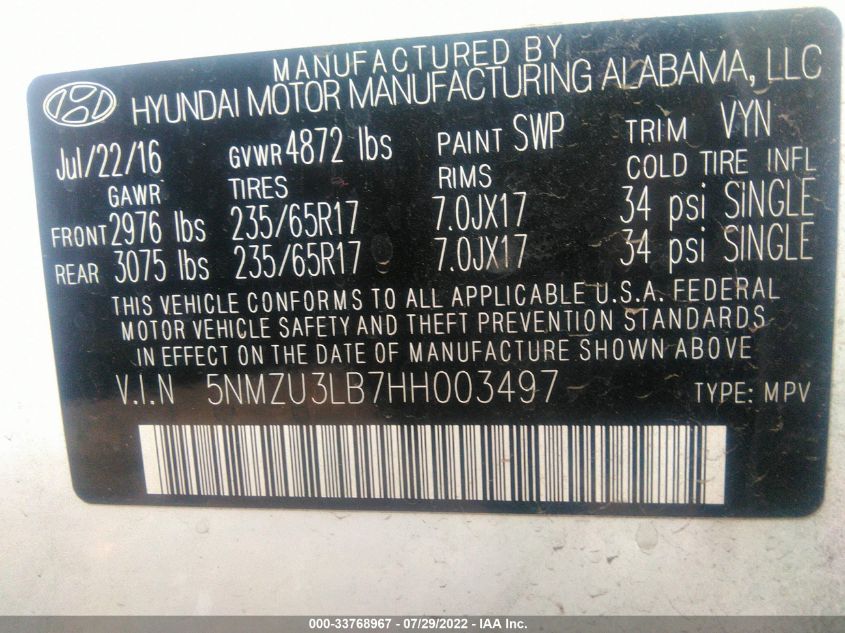 MANUFACTURED BY
HYUNDAI MOTOR MANUFACTURING ALABAMA, LLC
Jul/22/16 GVWR 4872 lbs PAINT SWP TRIM VYN
GAWR TIRES RIMS COLD TIRE INFL
FRONT 2976 lbs 235/65R17 7.0JX17 34 psi SINGLE
REAR 3075 lbs 235/65R17 7.0JX17 34 psi SINGLE
THIS VEHICLE CONFORMS TO ALL APPLICABLE U.S.A. FEDERAL
MOTOR VEHICLE SAFETY AND THEFT PREVENTION STANDARDS
IN EFFECT ON THE DATE OF MANUFACTURE SHOWN ABOVE
V.I.N 5NMZU3LB7HH003497 TYPE: MPV
000-33768967 - 07/29/2022 - IAA Inc.